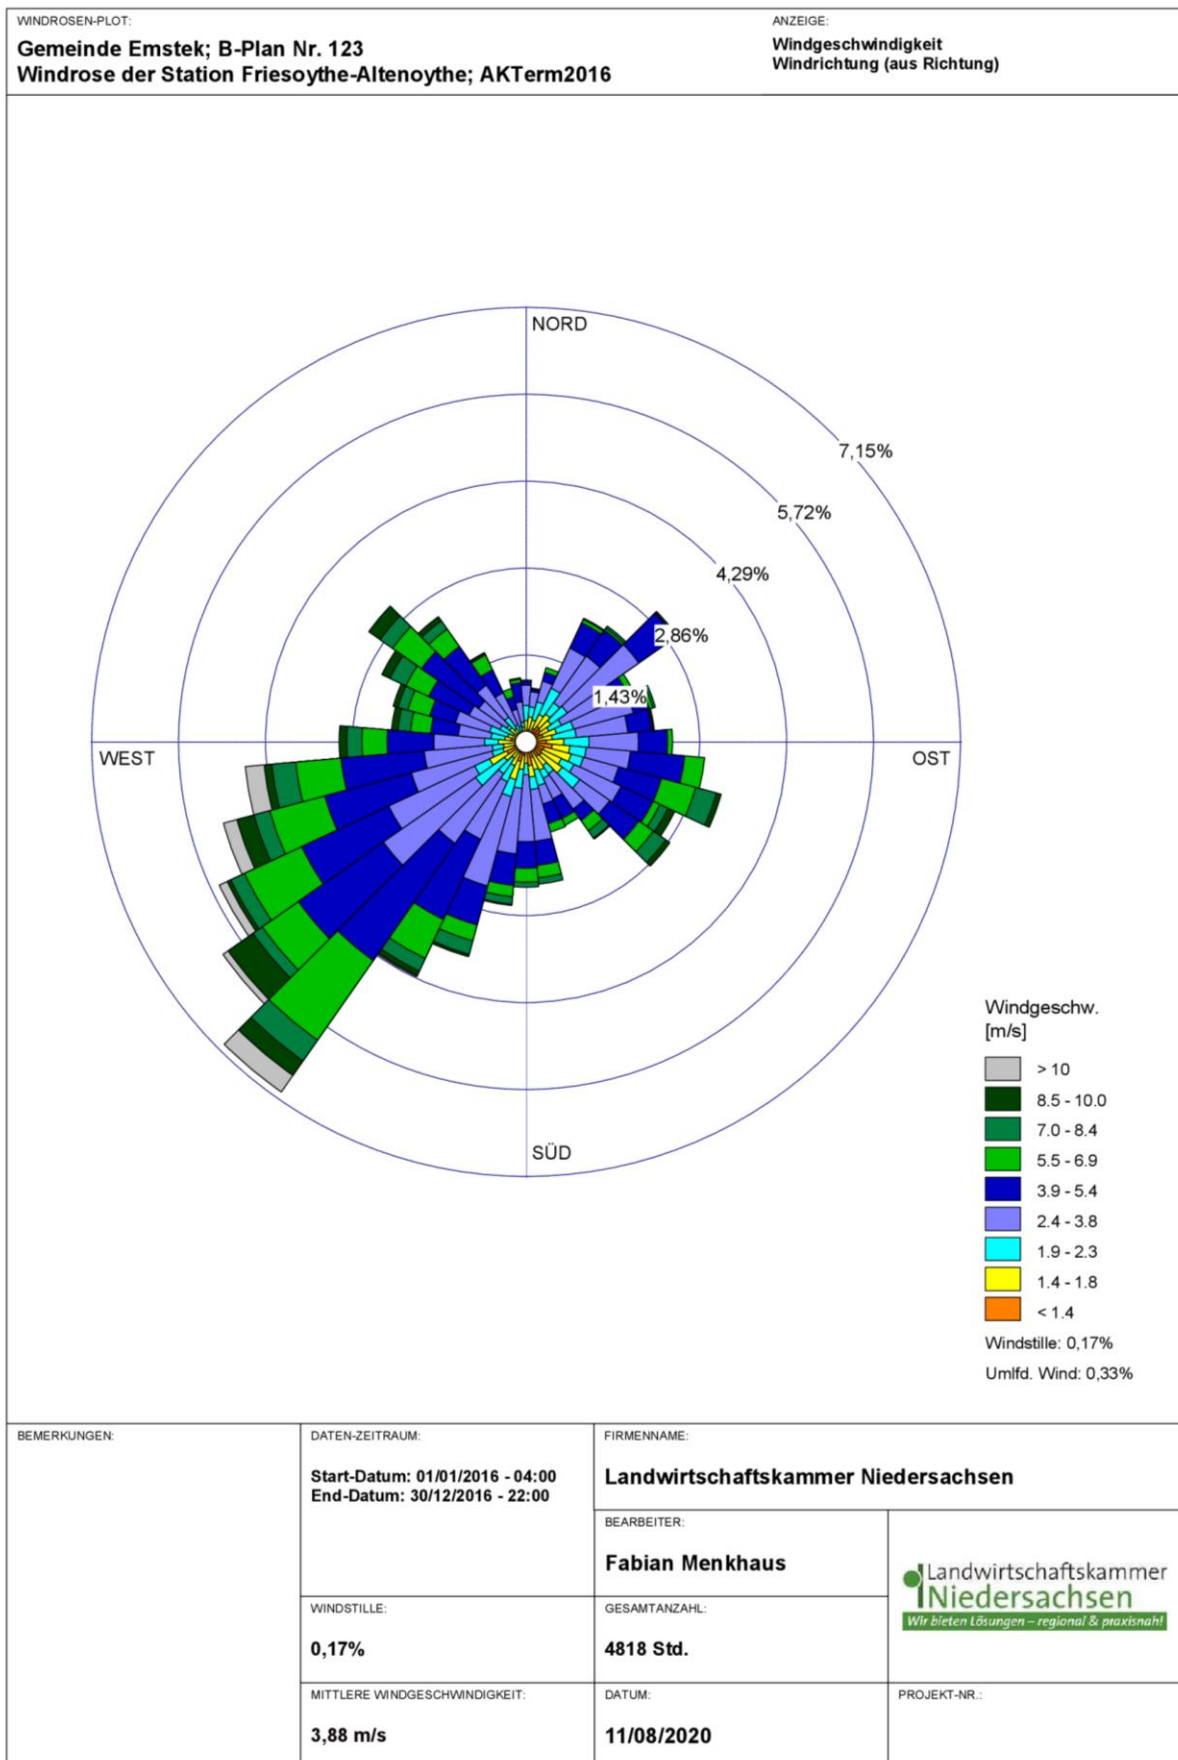 WINDROSEN-PLOT:
Gemeinde Emstek; B-Plan Nr. 123
Windrose der Station Friesoythe-Altenoythe; AKTerm2016
ANZEIGE:
Windgeschwindigkeit
Windrichtung (aus Richtung)
NORD
7,15%
5,72%
4,29%
2,86%
1,43%
WEST
OST
SÜD
Windgeschw.
[m/s]
> 10
8.5 - 10.0
7.0 - 8.4
5.5 - 6.9
3.9 - 5.4
2.4 - 3.8
1.9 - 2.3
1.4 - 1.8
< 1.4
Windstille: 0,17%
Umlfd. Wind: 0,33%
BEMERKUNGEN:
DATEN-ZEITRAUM:
Start-Datum: 01/01/2016 - 04:00
End-Datum: 30/12/2016 - 22:00
FIRMENNAME:
Landwirtschaftskammer Niedersachsen
BEARBEITER:
Fabian Menkhaus
Landwirtschaftskammer
Niedersachsen
Wir bieten Lösungen – regional & praxisnah!
WINDSTILLE:
0,17%
GESAMTANZAHL:
4818 Std.
MITTLERE WINDGESCHWINDIGKEIT:
3,88 m/s
DATUM:
11/08/2020
PROJEKT-NR.: